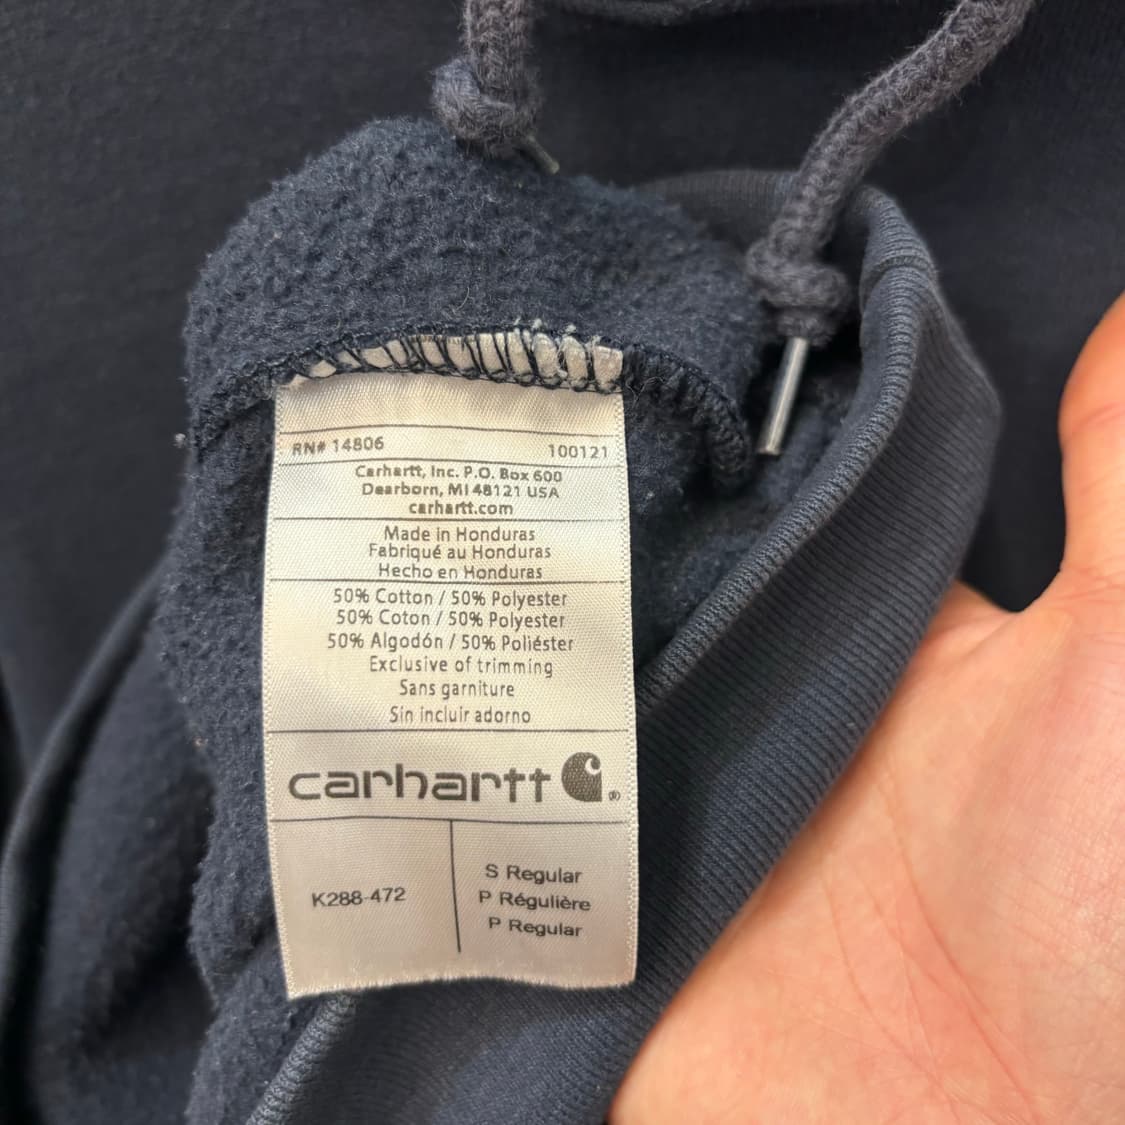 RN# 14806 100121
Carhartt, Inc. P.O. Box 600
Dearborn, MI 48121 USA
carhartt.com
Made in Honduras
Fabriqué au Honduras
Hecho en Honduras
50% Cotton / 50% Polyester
50% Coton / 50% Polyester
50% Algodón / 50% Poliéster
Exclusive of trimming
Sans garniture
Sin incluir adorno
carhartt ®
K288-472
S Regular
P Régulière
P Regular